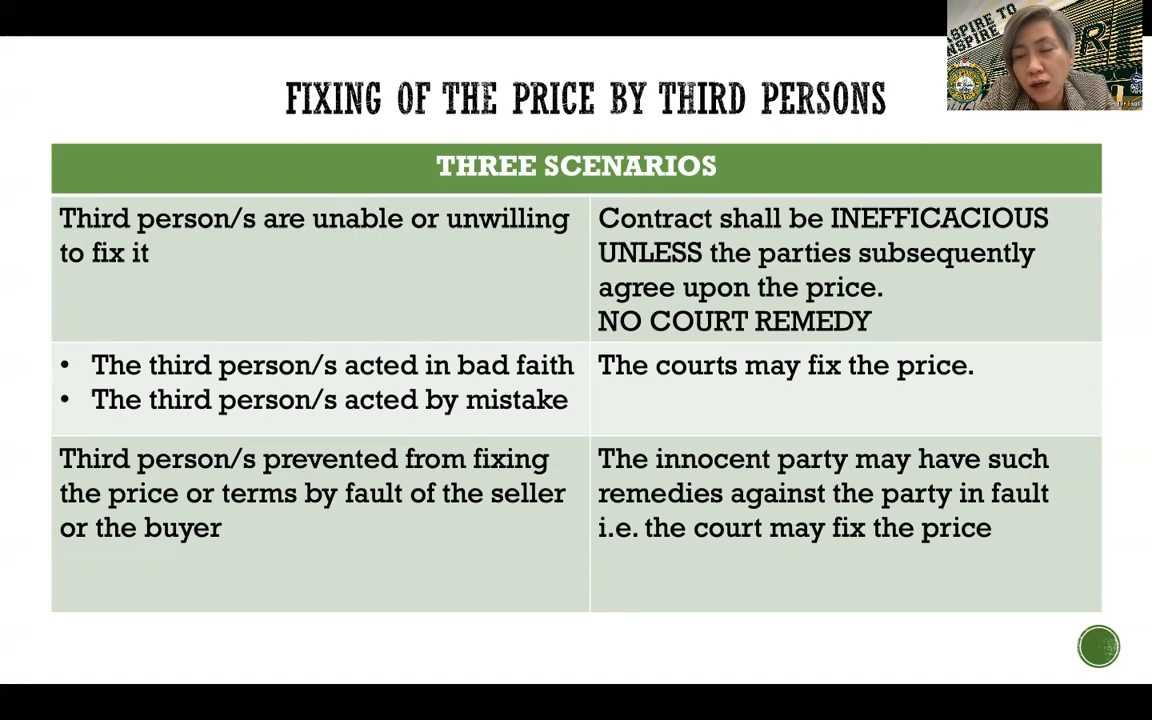 SPIRE TO
NSPIRE
R
FIXING OF THE PRICE BY THIRD PERSONS
THREE SCENARIOS
Third person/s are unable or unwilling
to fix it
Contract shall be INEFFICACIOUS
UNLESS the parties subsequently
agree upon the price.
NO COURT REMEDY
• The third person/s acted in bad faith
• The third person/s acted by mistake
The courts may fix the price.
Third person/s prevented from fixing
the price or terms by fault of the seller
or the buyer
The innocent party may have such
remedies against the party in fault
i.e. the court may fix the price